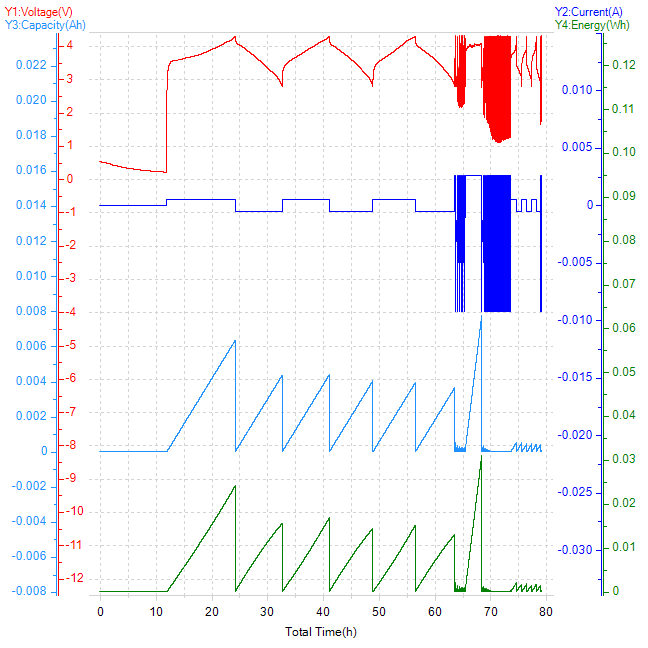 Y1:Voltage(V) Y2:Current(A)
Y3:Capacity(Ah) Y4:Energy(Wh)
4
0.022 3 0.12
0.020 2 0.010 0.11
0.018 1 0.005 0.10
0.016 0 0.09
0.014 -1 0
0.012 -2 0.08
0.010 -3 -0.005 0.07
0.008 -4 -0.010 0.06
0.006 -5 0.05
0.004 -6 -0.015
0.002 -7 0.04
0 -8 -0.020 0.03
-0.002 -9 -0.025
-0.004 -10 0.02
-0.006 -11 -0.030 0.01
-0.008 -12 0
0 10 20 30 40 50 60 70 80
Total Time(h)